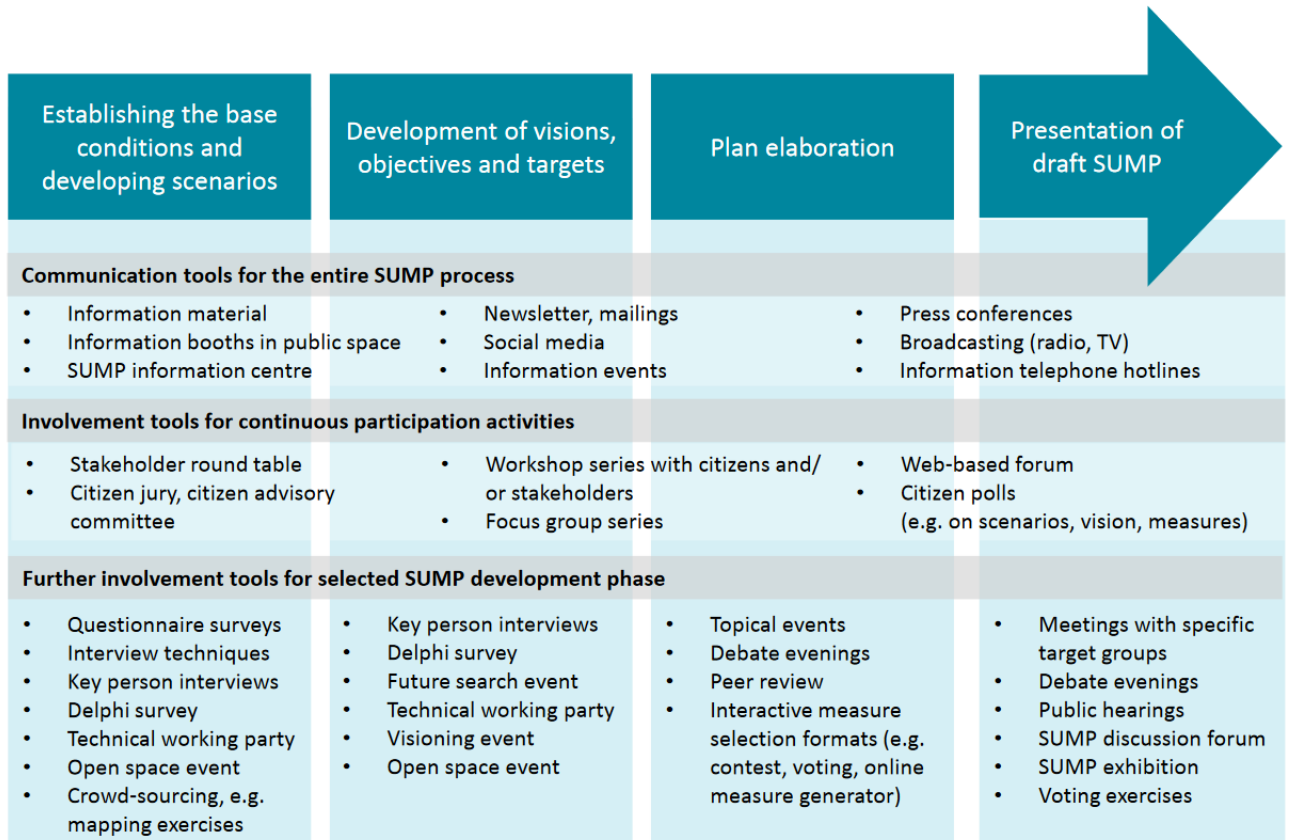 Establishing the base
conditions and
developing scenarios
Development of visions,
objectives and targets
Plan elaboration
Presentation of
draft SUMP
Communication tools for the entire SUMP process
• Information material
• Information booths in public space
• SUMP information centre
• Newsletter, mailings
• Social media
• Information events
• Press conferences
• Broadcasting (radio, TV)
• Information telephone hotlines
Involvement tools for continuous participation activities
• Stakeholder round table
• Citizen jury, citizen advisory
committee
• Workshop series with citizens and/
or stakeholders
• Focus group series
• Web-based forum
• Citizen polls
(e.g. on scenarios, vision, measures)
Further involvement tools for selected SUMP development phase
• Questionnaire surveys
• Interview techniques
• Key person interviews
• Delphi survey
• Technical working party
• Open space event
• Crowd-sourcing, e.g.
mapping exercises
• Key person interviews
• Delphi survey
• Future search event
• Technical working party
• Visioning event
• Open space event
• Topical events
• Debate evenings
• Peer review
• Interactive measure
selection formats (e.g.
contest, voting, online
measure generator)
• Meetings with specific
target groups
• Debate evenings
• Public hearings
• SUMP discussion forum
• SUMP exhibition
• Voting exercises